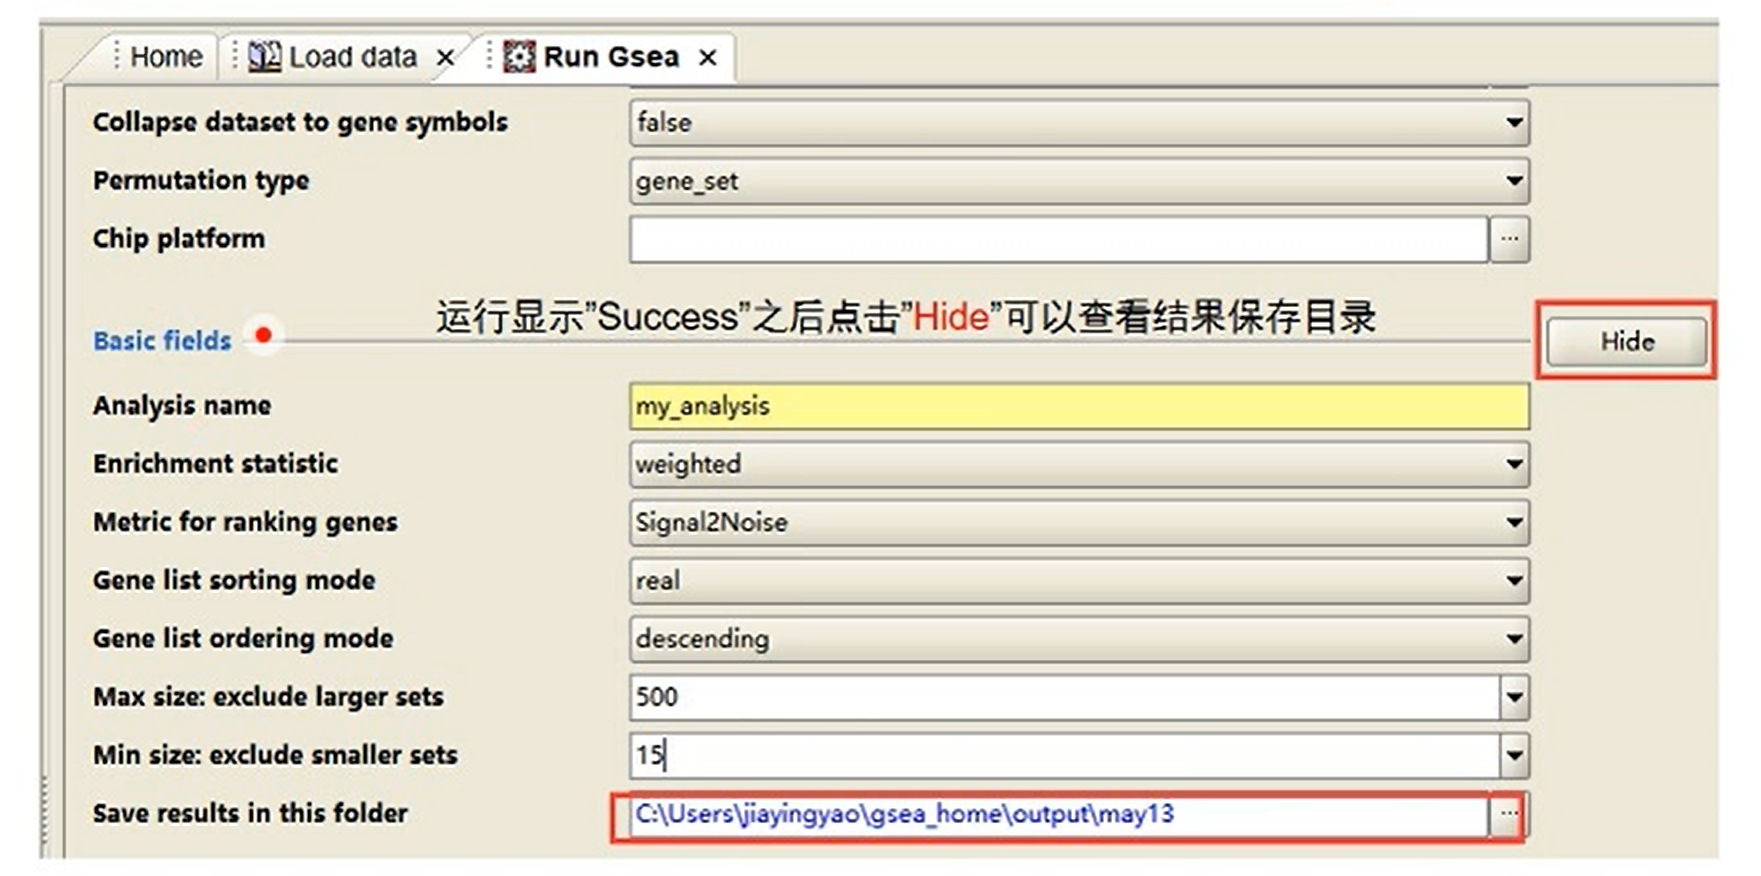 Home Load data x Run Gsea x
Collapse dataset to gene symbols false
Permutation type gene_set
Chip platform ...
运行显示”Success”之后点击”Hide”可以查看结果保存目录
Basic fields Hide
Analysis name my_analysis
Enrichment statistic weighted
Metric for ranking genes Signal2Noise
Gene list sorting mode real
Gene list ordering mode descending
Max size: exclude larger sets 500
Min size: exclude smaller sets 15
Save results in this folder C:\Users\jiayingyao\gsea_home\output\may13 ...